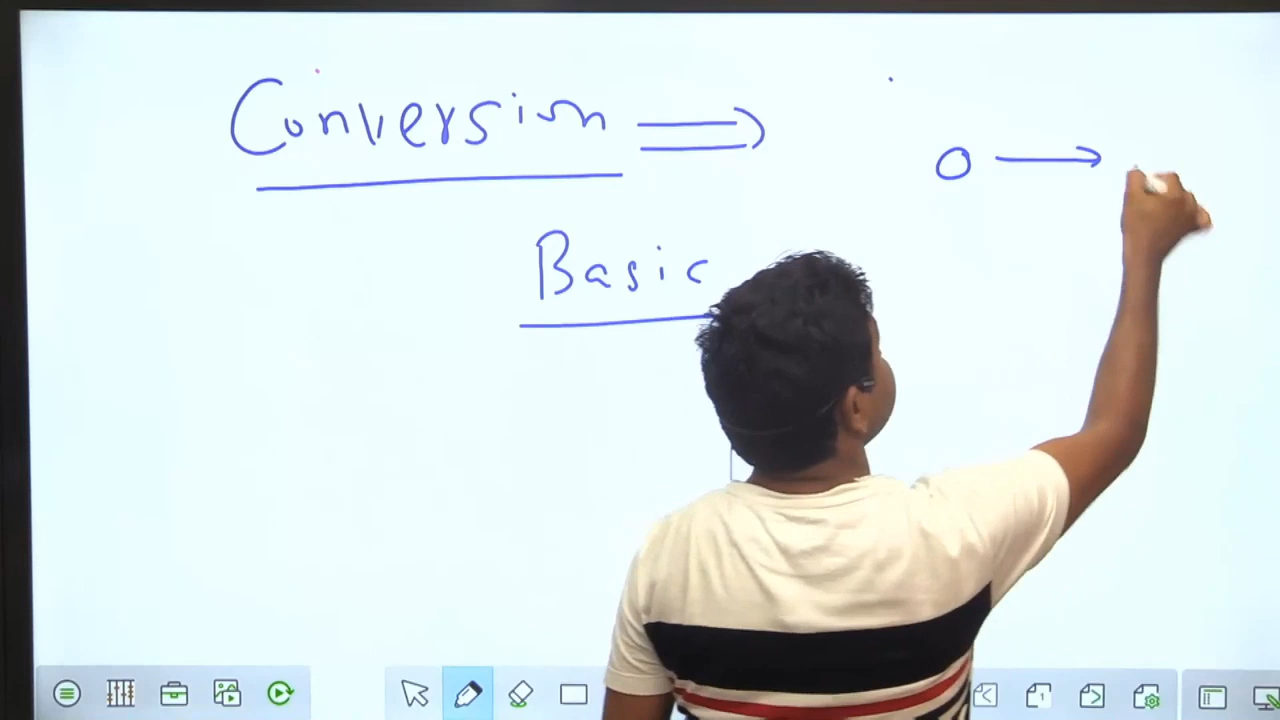 Conversion ⇒
0 →
Basic